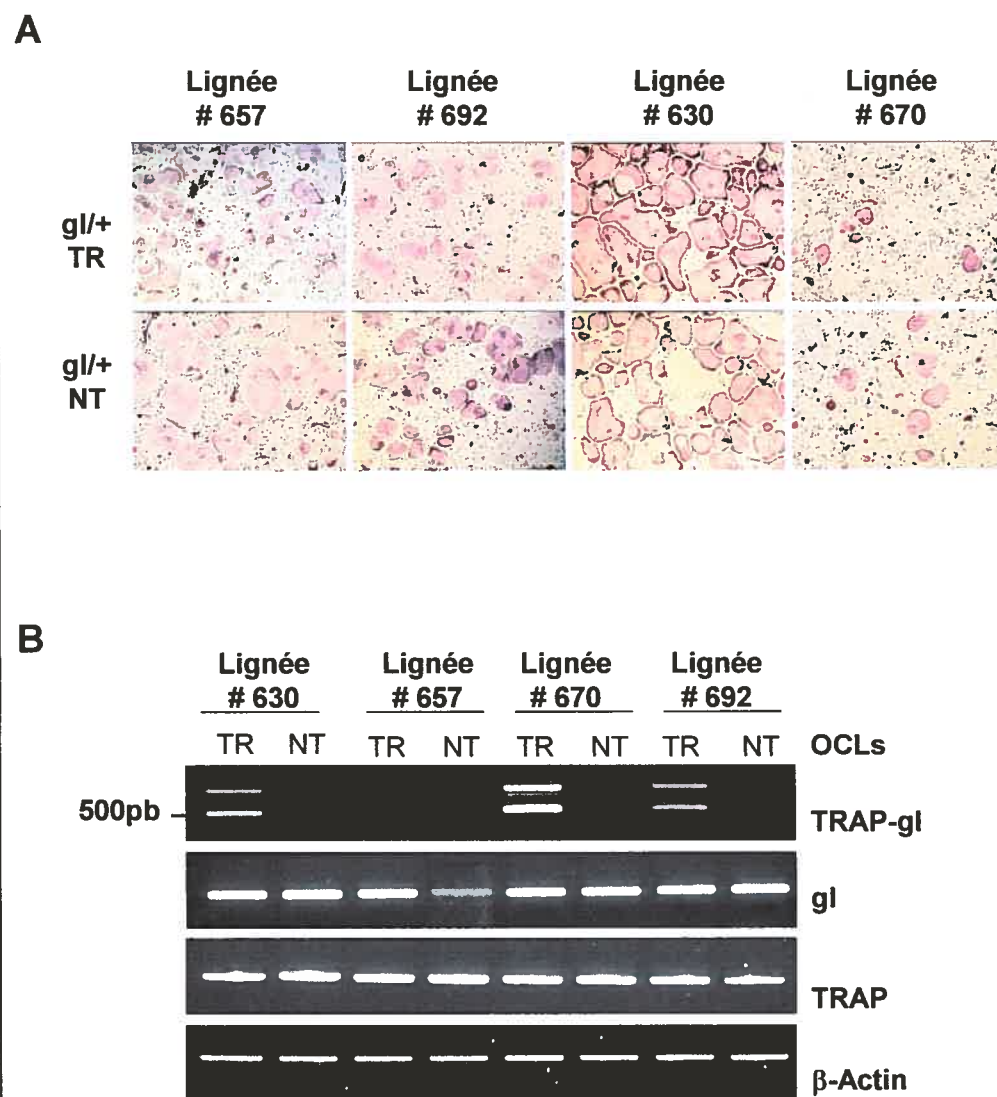 A
Lignée # 657
Lignée # 692
Lignée # 630
Lignée # 670
gl/+ TR
gl/+ NT
B
Lignée # 630
Lignée # 657
Lignée # 670
Lignée # 692
TR NT TR NT TR NT TR NT OCLs
500pb
TRAP-gl
gl
TRAP
β-Actin